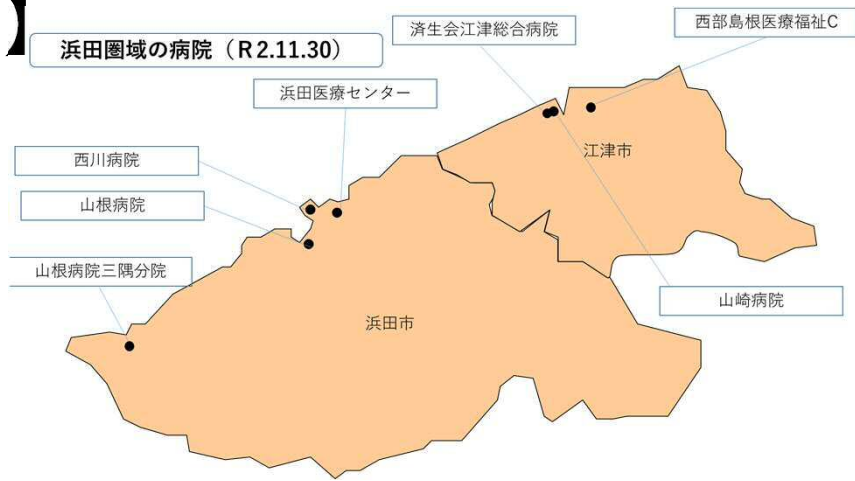 】
浜田圏域の病院（R2.11.30）
済生会江津総合病院
西部島根医療福祉C
浜田医療センター
江津市
西川病院
山根病院
山根病院三隅分院
山崎病院
浜田市